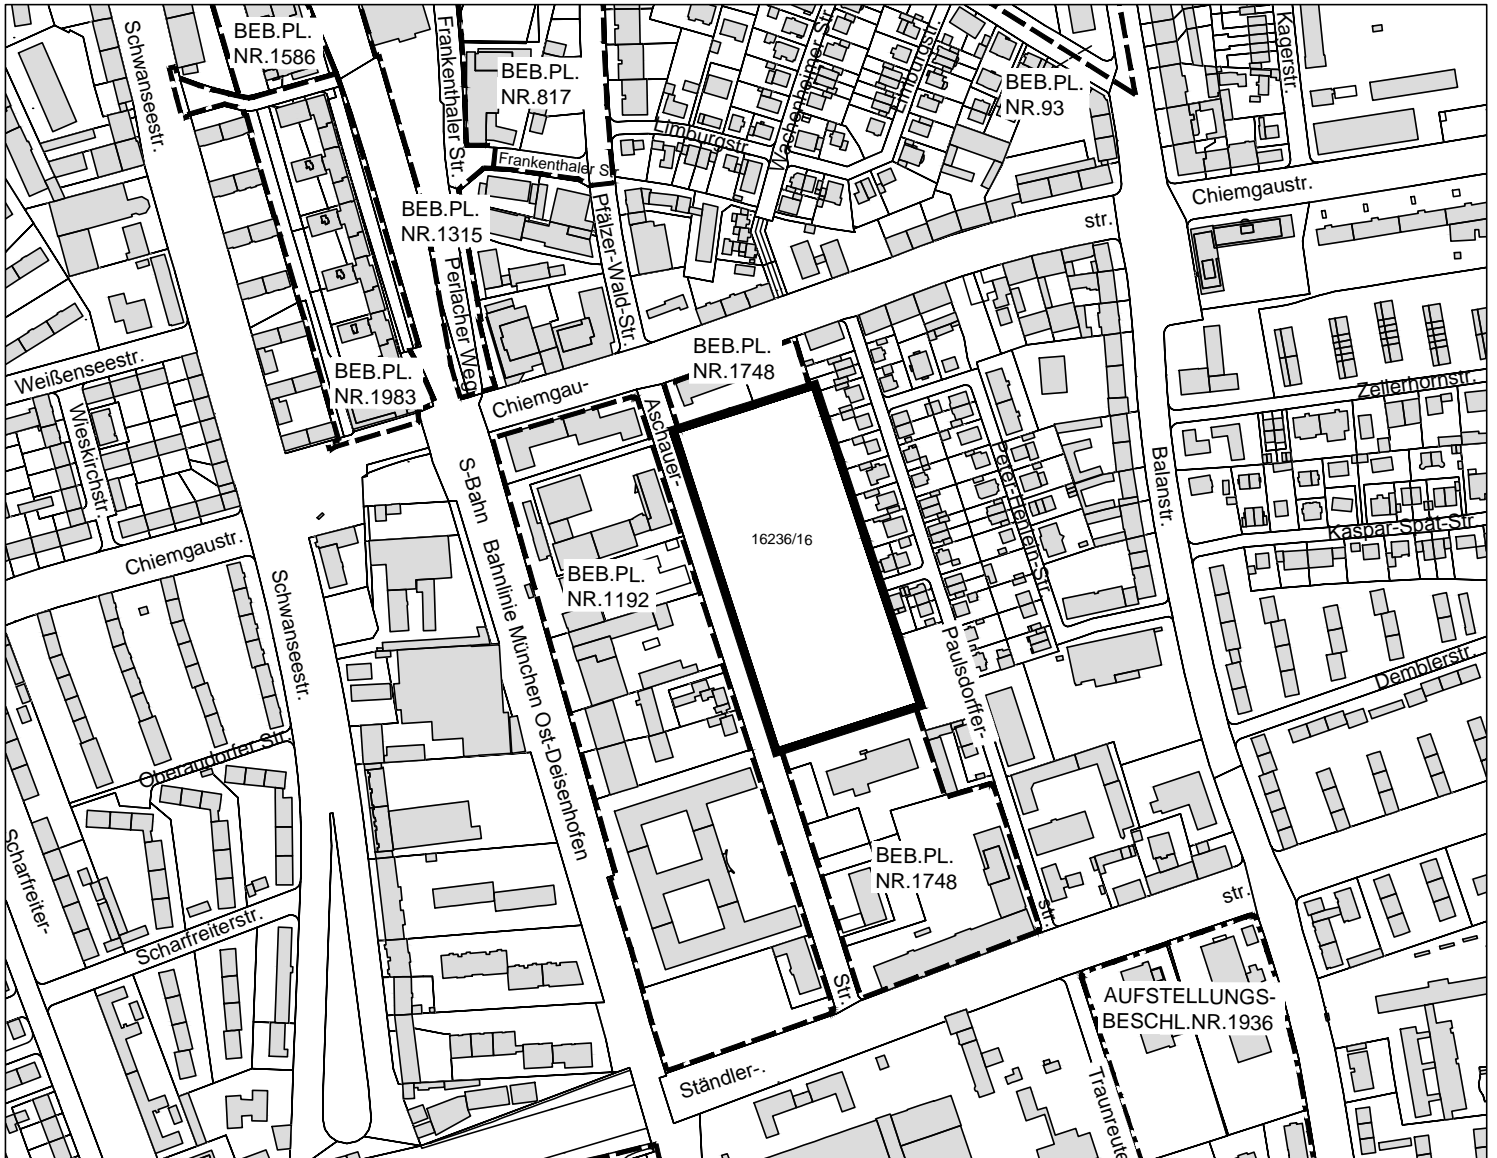 Schwanseestr.
BEB.PL.
NR.1586
Frankenthaler Str.
BEB.PL.
NR.817
Wachenheimer Str.
Limburgstr.
BEB.PL.
NR.93
Kagerstr.
Limburgstr.
Frankenthaler Str.
Chiemgaustr.
BEB.PL.
NR.1315
Pfälzer-Wald-Str.
str.
Perlacher Weg
Weißenseestr.
BEB.PL.
NR.1983
BEB.PL.
NR.1748
Chiemgau-
Zellerhornstr.
Wieskirchstr.
Aschauer-
S-Bahn Bahnlinie München Ost-Deisenhofen
Balanstr.
Kaspar-Spät-Str.
Chiemgaustr.
16236/16
BEB.PL.
NR.1192
Schwanseestr.
Paulsdorffer-
Demblerstr.
Oberaudorfer Str.
Scharfreiter-
BEB.PL.
NR.1748
Scharfreiterstr.
str.
str.
Str.
AUFSTELLUNGS-
BESCHL.NR.1936
Ständler-.